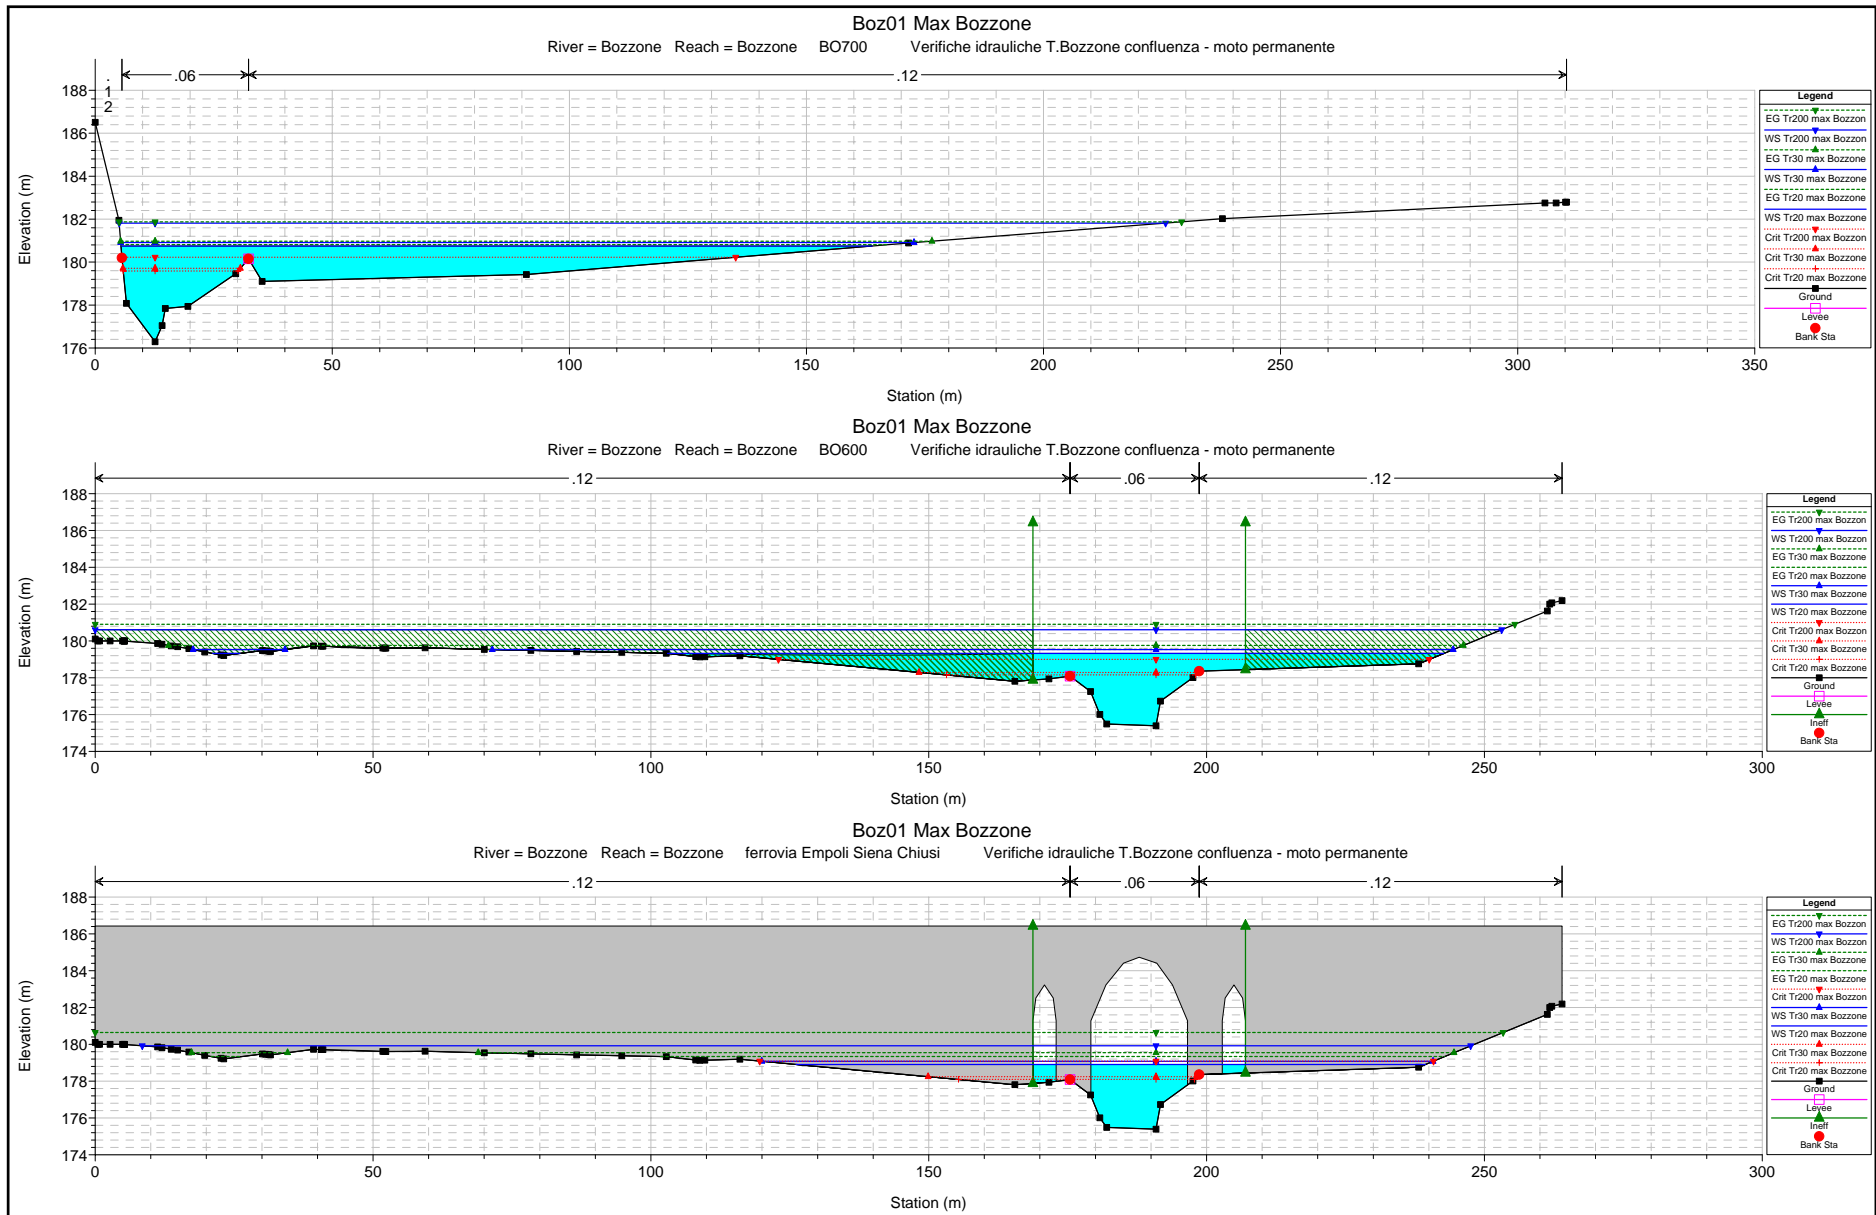 Boz01 Max Bozzone
River = Bozzone Reach = Bozzone BO700 Verifiche idrauliche T.Bozzone confluenza - moto permanente
.12 .06 .12
Elevation (m)
188
186
184
182
180
178
176
0 50 100 150 200 250 300 350
Station (m)
Legend
EG Tr200 max Bozzon
WS Tr200 max Bozzon
EG Tr30 max Bozzone
WS Tr30 max Bozzone
EG Tr20 max Bozzone
WS Tr20 max Bozzone
Crit Tr200 max Bozzon
Crit Tr30 max Bozzone
Crit Tr20 max Bozzone
Ground
Levee
Bank Sta
Boz01 Max Bozzone
River = Bozzone Reach = Bozzone BO600 Verifiche idrauliche T.Bozzone confluenza - moto permanente
.12 .06 .12
Elevation (m)
188
186
184
182
180
178
176
174
0 50 100 150 200 250 300
Station (m)
Legend
EG Tr200 max Bozzon
WS Tr200 max Bozzon
EG Tr30 max Bozzone
EG Tr20 max Bozzone
WS Tr30 max Bozzone
WS Tr20 max Bozzone
Crit Tr200 max Bozzon
Crit Tr30 max Bozzone
Crit Tr20 max Bozzone
Ground
Levee
Ineff
Bank Sta
Boz01 Max Bozzone
River = Bozzone Reach = Bozzone ferrovia Empoli Siena Chiusi Verifiche idrauliche T.Bozzone confluenza - moto permanente
.12 .06 .12
Elevation (m)
188
186
184
182
180
178
176
174
0 50 100 150 200 250 300
Station (m)
Legend
EG Tr200 max Bozzon
WS Tr200 max Bozzon
EG Tr30 max Bozzone
EG Tr20 max Bozzone
Crit Tr200 max Bozzon
WS Tr30 max Bozzone
WS Tr20 max Bozzone
Crit Tr30 max Bozzone
Crit Tr20 max Bozzone
Ground
Levee
Ineff
Bank Sta